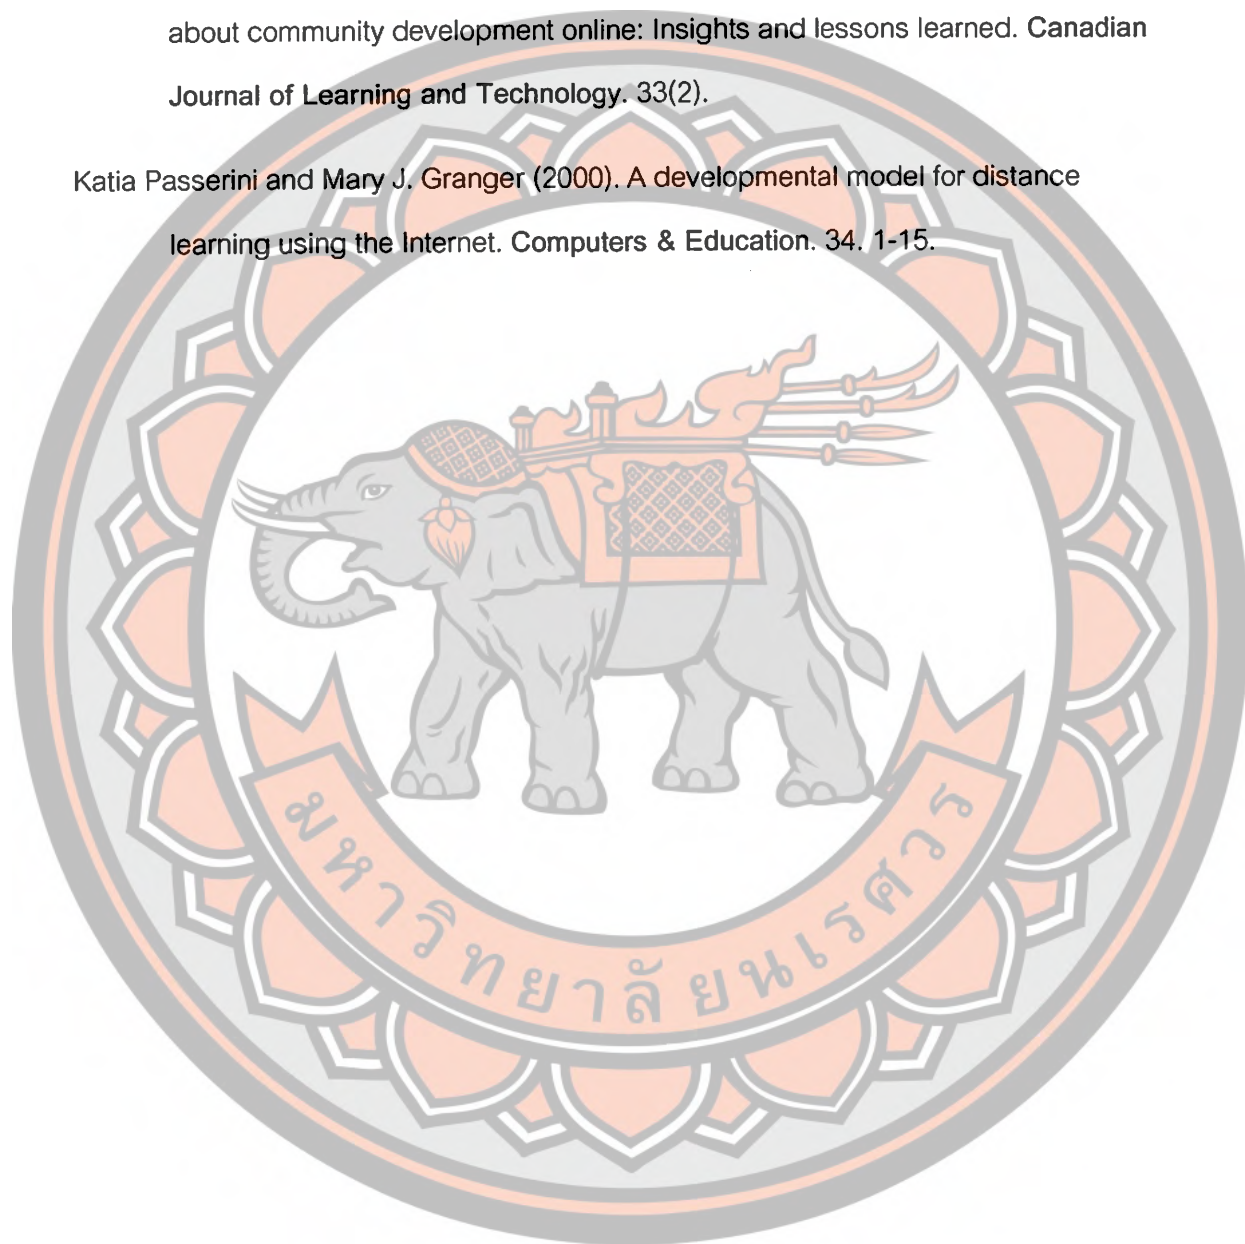 about community development online: Insights and lessons learned. Canadian
Journal of Learning and Technology. 33(2).
Katia Passerini and Mary J. Granger (2000). A developmental model for distance
learning using the Internet. Computers & Education. 34. 1-15.
มหาวิทยาลัยนเรศวร